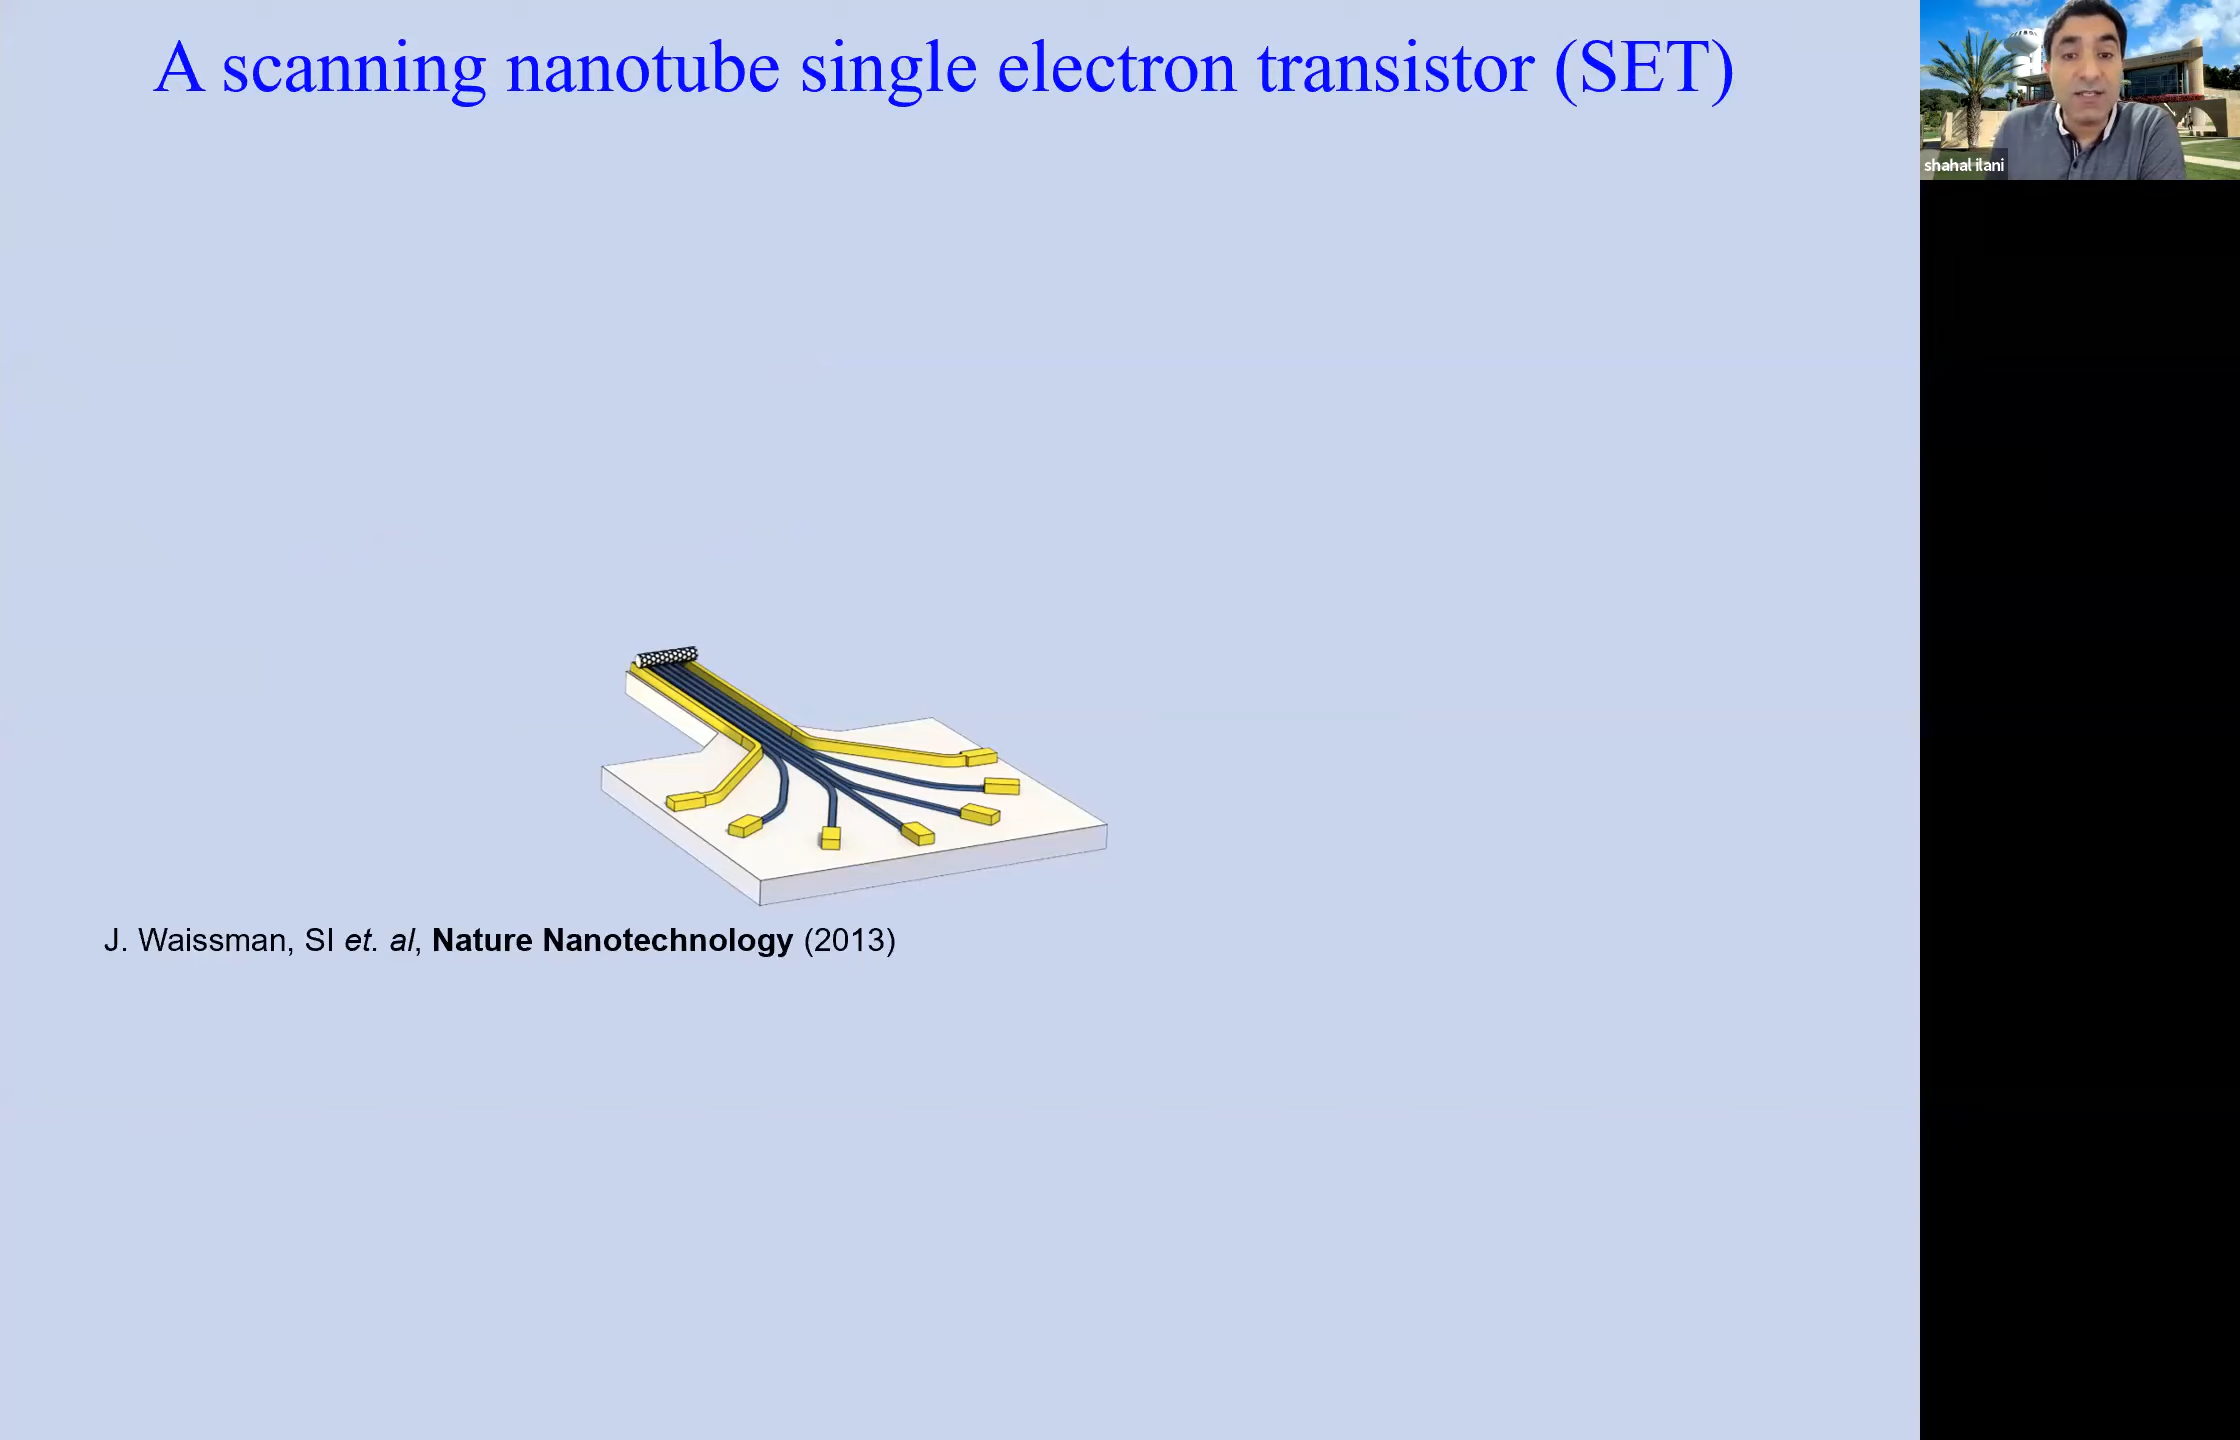 A scanning nanotube single electron transistor (SET)
shahal ilani
J. Waissman, SI et. al, Nature Nanotechnology (2013)